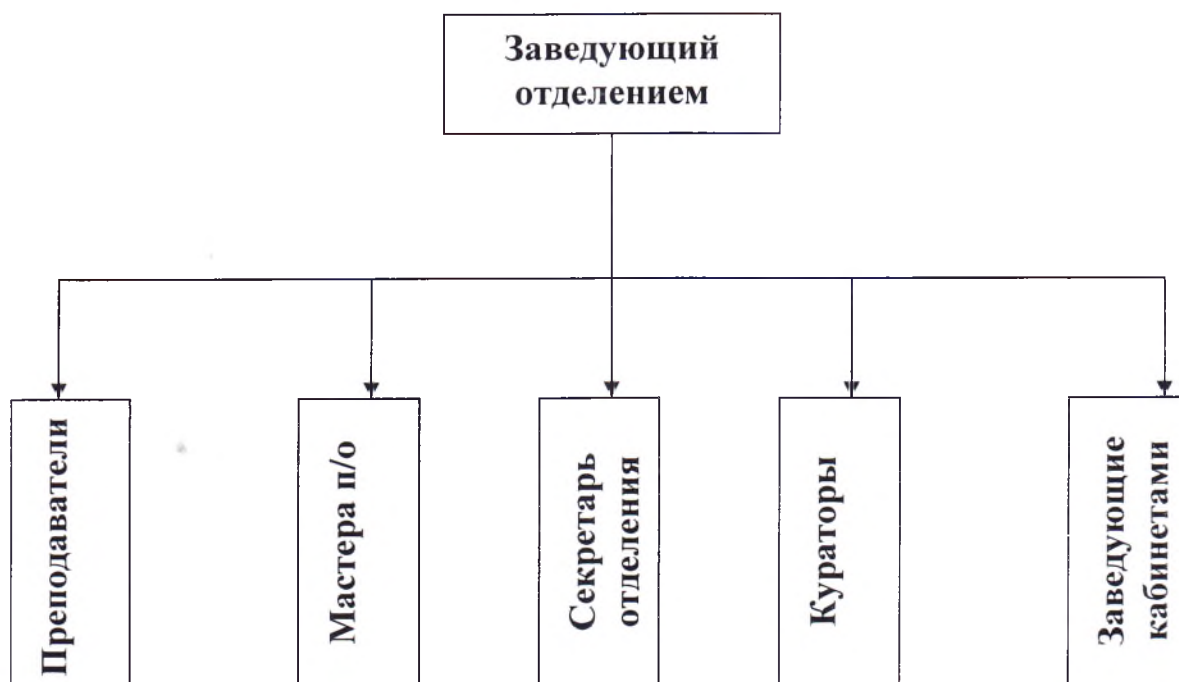 Заведующий
отделением
Преподаватели
Мастера п/о
Секретарь
отделения
Кураторы
Заведующие
кабинетами